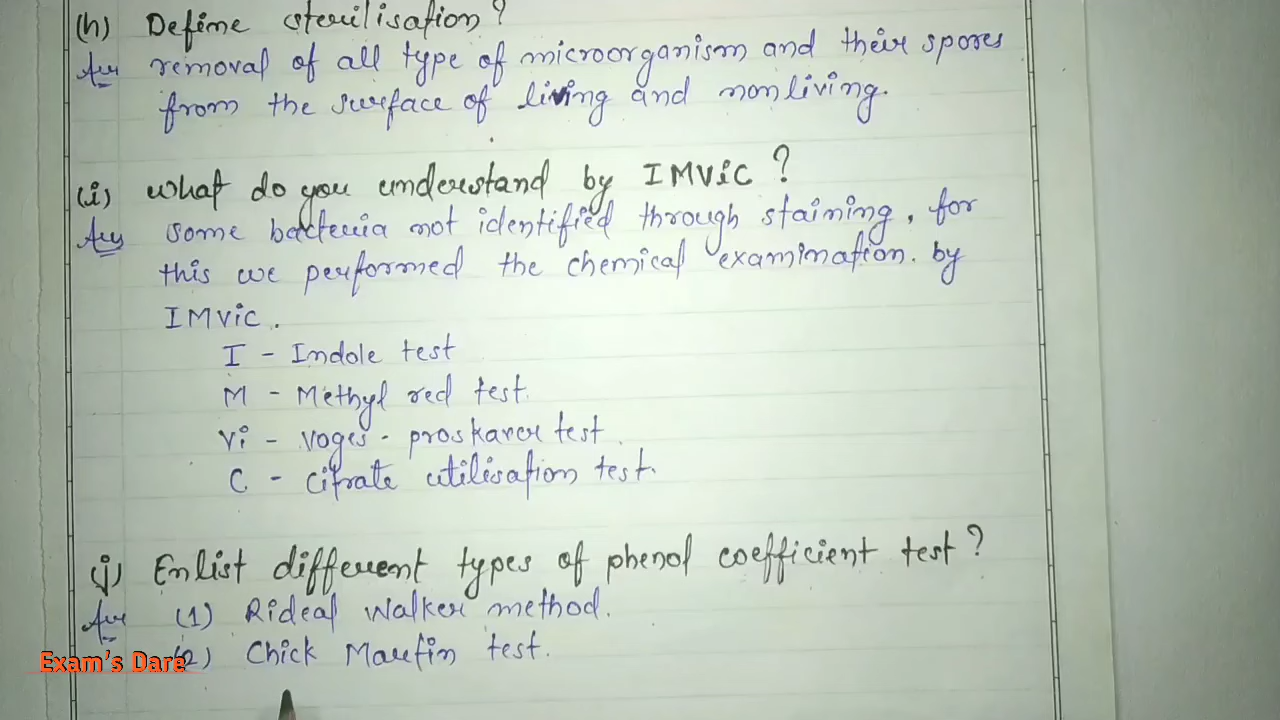 (h) Define sterilisation?
Ans removal of all type of microorganism and their spores
from the surface of living and nonliving.
(i) what do you understand by IMViC ?
Ans some bacteria not identified through staining, for
this we performed the chemical examination. by
IMViC.
I - Indole test
M - Methyl red test.
Vi - voges - proskaver test.
C - citrate utilisation test.
(j) Enlist different types of phenol coefficient test?
Ans (1) Rideal Walker method.
(2) Chick Martin test.
Exam's Dare